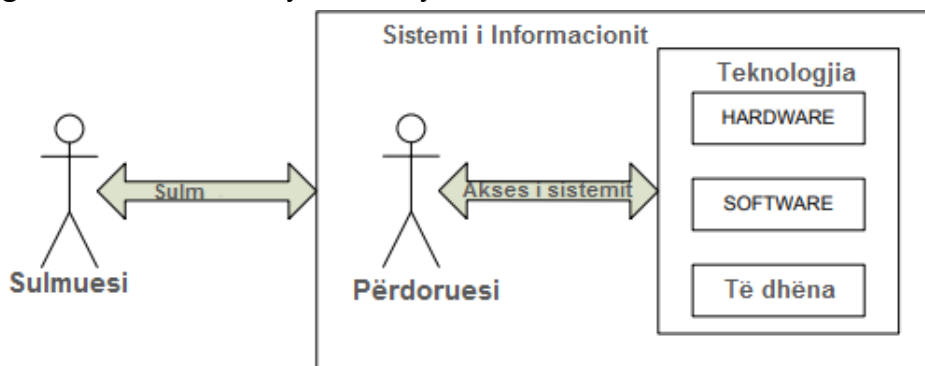 Sistemi i Informacionit
Teknologjia
HARDWARE
Sulm
Akses i sistemit
SOFTWARE
Sulmuesi
Përdoruesi
Të dhëna